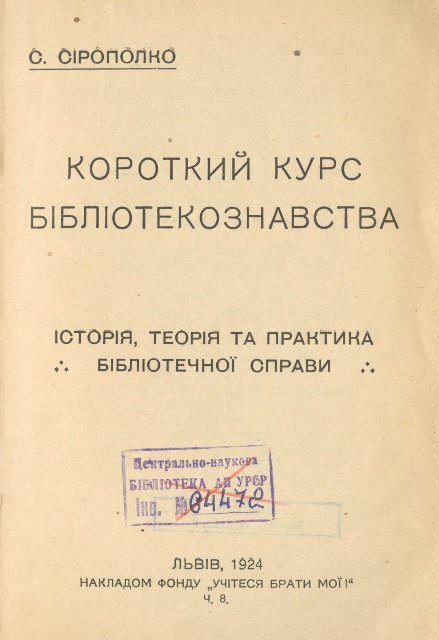 С. СІРОПОЛКО
КОРОТКИЙ КУРС
БІБЛІОТЕКОЗНАВСТВА
ІСТОРІЯ, ТЕОРІЯ ТА ПРАКТИКА
БІБЛІОТЕЧНОЇ СПРАВИ
Центрально-наукова
БІБЛІОТЕКА АН УРСР
Інв. № 84472
ЛЬВІВ, 1924
НАКЛАДОМ ФОНДУ „УЧІТЕСЯ БРАТИ МОЇ І“
Ч. 8.